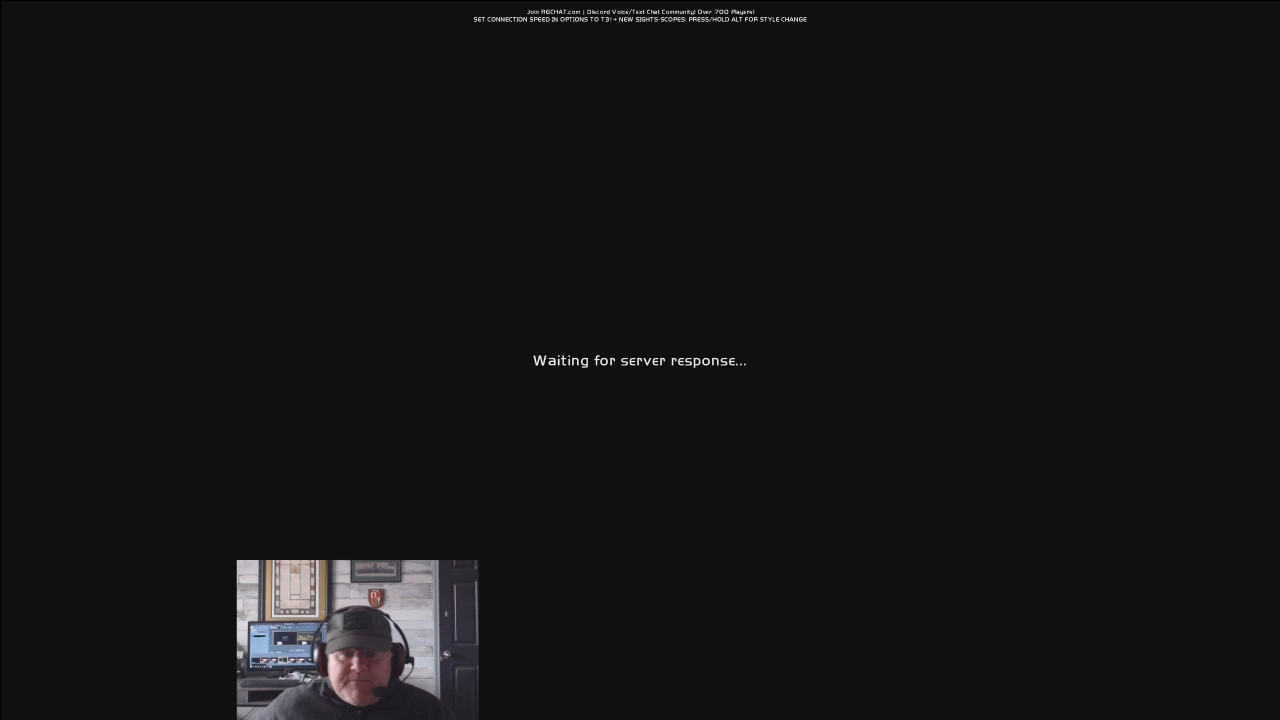 Join R6CHAT.com | Discord Voice/Text Chat Community! Over 700 Players!
SET CONNECTION SPEED IN OPTIONS TO T3! + NEW SIGHTS-SCOPES: PRESS/HOLD ALT FOR STYLE CHANGE
Waiting for server response...